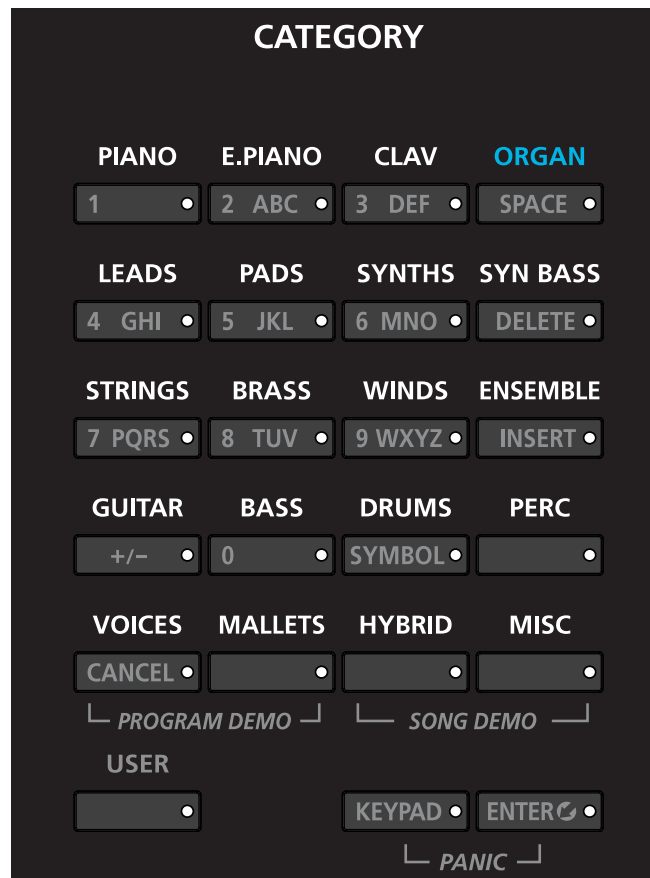 CATEGORY
PIANO E.PIANO CLAV ORGAN
1 2 ABC 3 DEF SPACE
LEADS PADS SYNTHS SYN BASS
4 GHI 5 JKL 6 MNO DELETE
STRINGS BRASS WINDS ENSEMBLE
7 PQRS 8 TUV 9 WXYZ INSERT
GUITAR BASS DRUMS PERC
+/− 0 SYMBOL
VOICES MALLETS HYBRID MISC
CANCEL
PROGRAM DEMO SONG DEMO
USER
KEYPAD ENTER
PANIC